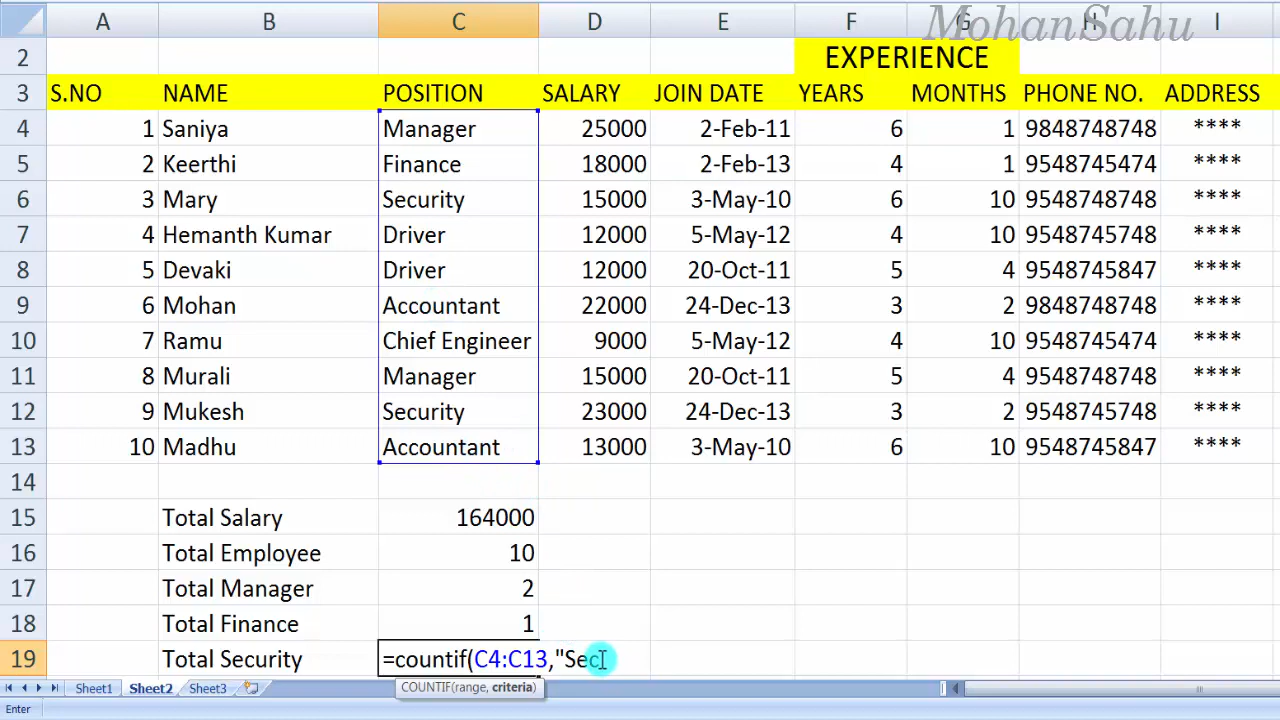 MohanSahu
A B C D E F G H I
2 EXPERIENCE
3 S.NO NAME POSITION SALARY JOIN DATE YEARS MONTHS PHONE NO. ADDRESS
4 1 Saniya Manager 25000 2-Feb-11 6 1 9848748748 ****
5 2 Keerthi Finance 18000 2-Feb-13 4 1 9548745474 ****
6 3 Mary Security 15000 3-May-10 6 10 9548748748 ****
7 4 Hemanth Kumar Driver 12000 5-May-12 4 10 9548745748 ****
8 5 Devaki Driver 12000 20-Oct-11 5 4 9548745847 ****
9 6 Mohan Accountant 22000 24-Dec-13 3 2 9848748748 ****
10 7 Ramu Chief Engineer 9000 5-May-12 4 10 9548745474 ****
11 8 Murali Manager 15000 20-Oct-11 5 4 9548748748 ****
12 9 Mukesh Security 23000 24-Dec-13 3 2 9548745748 ****
13 10 Madhu Accountant 13000 3-May-10 6 10 9548745847 ****
14
15 Total Salary 164000
16 Total Employee 10
17 Total Manager 2
18 Total Finance 1
19 Total Security =countif(C4:C13,"Sec
COUNTIF(range, criteria)
Sheet1 Sheet2 Sheet3
Enter